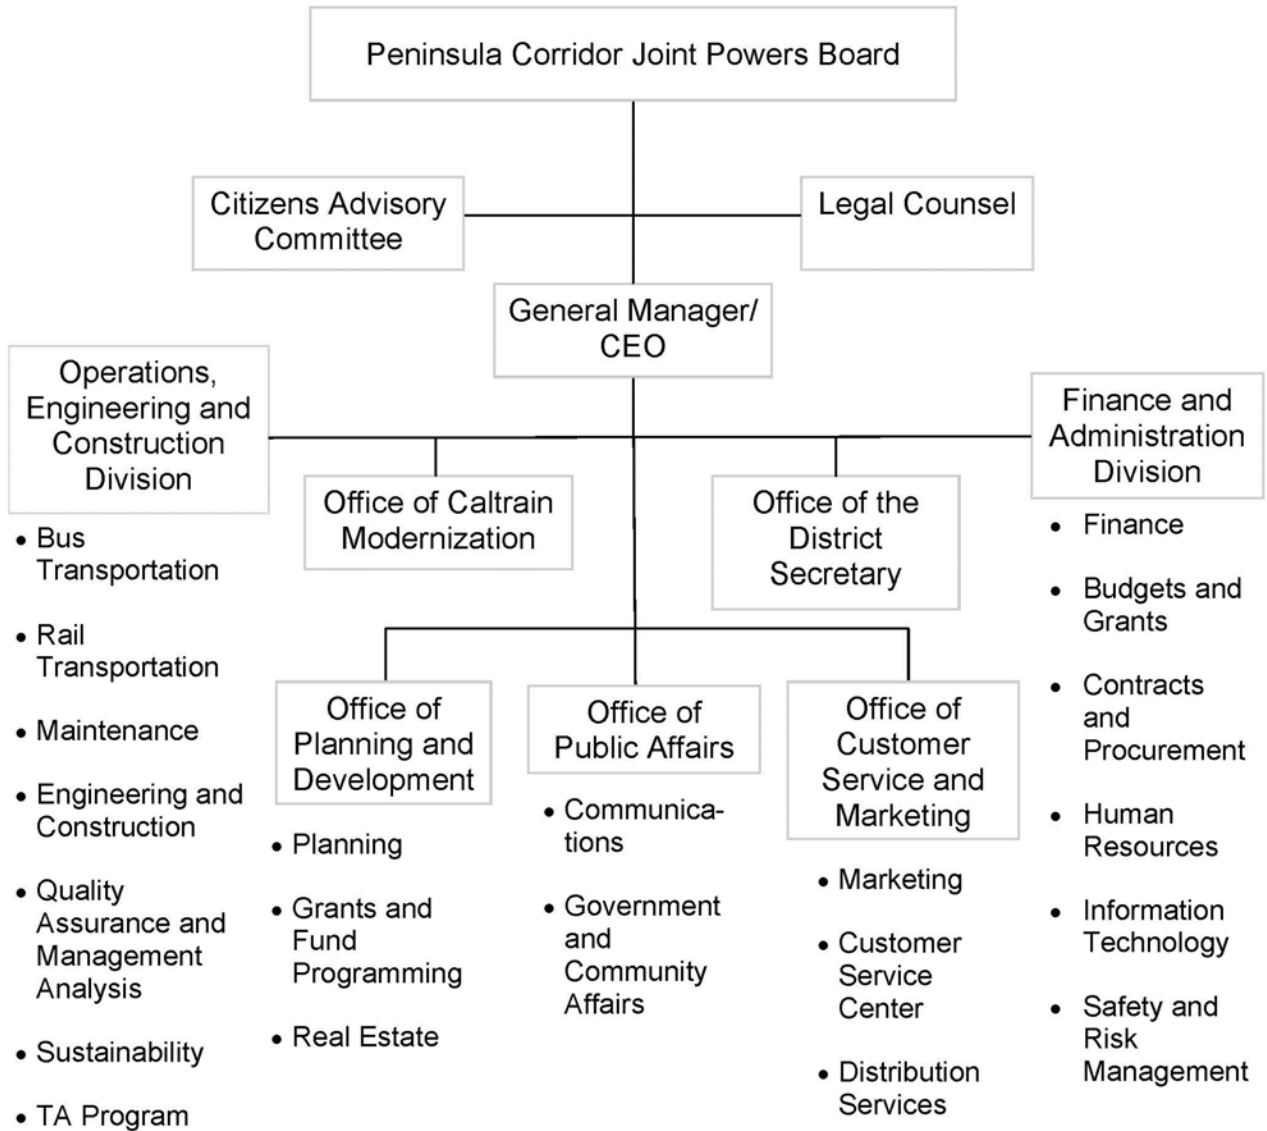 Peninsula Corridor Joint Powers Board
Citizens Advisory
Committee
Legal Counsel
General Manager/
CEO
Operations,
Engineering and
Construction
Division
• Bus
Transportation
• Rail
Transportation
• Maintenance
• Engineering and
Construction
• Quality
Assurance and
Management
Analysis
• Sustainability
• TA Program
Office of Caltrain
Modernization
Office of the
District
Secretary
Finance and
Administration
Division
• Finance
• Budgets and
Grants
• Contracts
and
Procurement
• Human
Resources
• Information
Technology
• Safety and
Risk
Management
Office of
Planning and
Development
• Planning
• Grants and
Fund
Programming
• Real Estate
Office of
Public Affairs
• Communica-
tions
• Government
and
Community
Affairs
Office of
Customer
Service and
Marketing
• Marketing
• Customer
Service
Center
• Distribution
Services